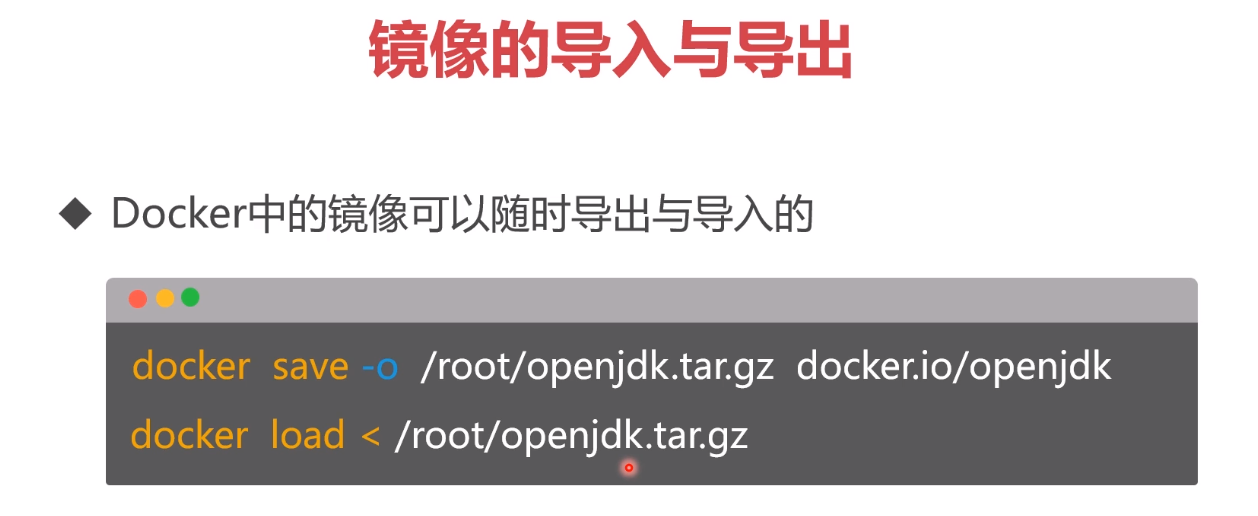 镜像的导入与导出
Docker中的镜像可以随时导出与导入的
docker save -o /root/openjdk.tar.gz docker.io/openjdk
docker load < /root/openjdk.tar.gz